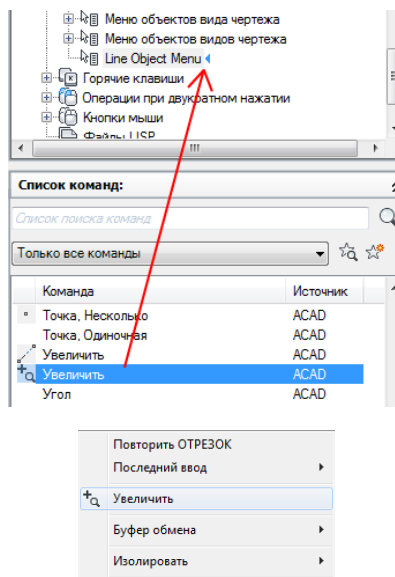 Меню объектов вида чертежа
Меню объектов видов чертежа
Line Object Menu
Горячие клавиши
Операции при двукратном нажатии
Кнопки мыши
Файлы LISP
Список команд:
Список поиска команд
Только все команды
Команда Источник
Точка, Несколько ACAD
Точка, Одиночная ACAD
Увеличить ACAD
Увеличить ACAD
Угол ACAD
Повторить ОТРЕЗОК
Последний ввод
Увеличить
Буфер обмена
Изолировать